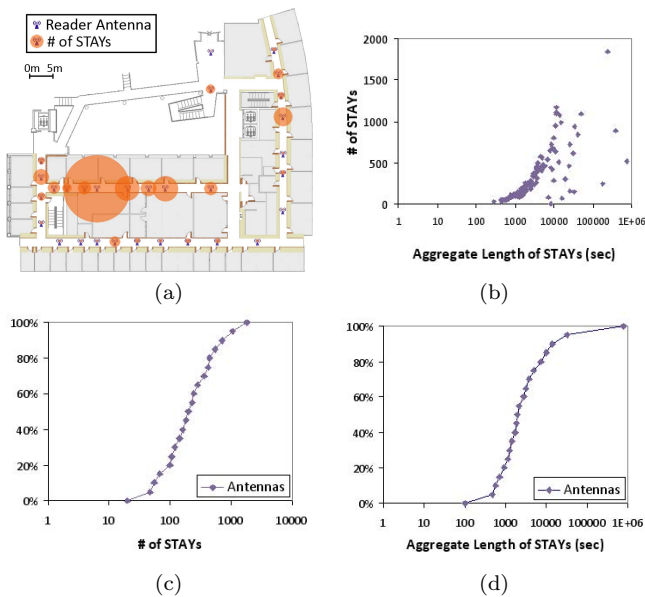 Reader Antenna
# of STAYs
0m 5m
(a)
2000
1500
1000
500
0
# of STAYs
1 10 100 1000 10000 100000 1E+06
Aggregate Length of STAYs (sec)
(b)
100%
80%
60%
40%
20%
0%
Antennas
1 10 100 1000 10000
# of STAYs
(c)
100%
80%
60%
40%
20%
0%
Antennas
1 10 100 1000 10000 100000 1E+06
Aggregate Length of STAYs (sec)
(d)